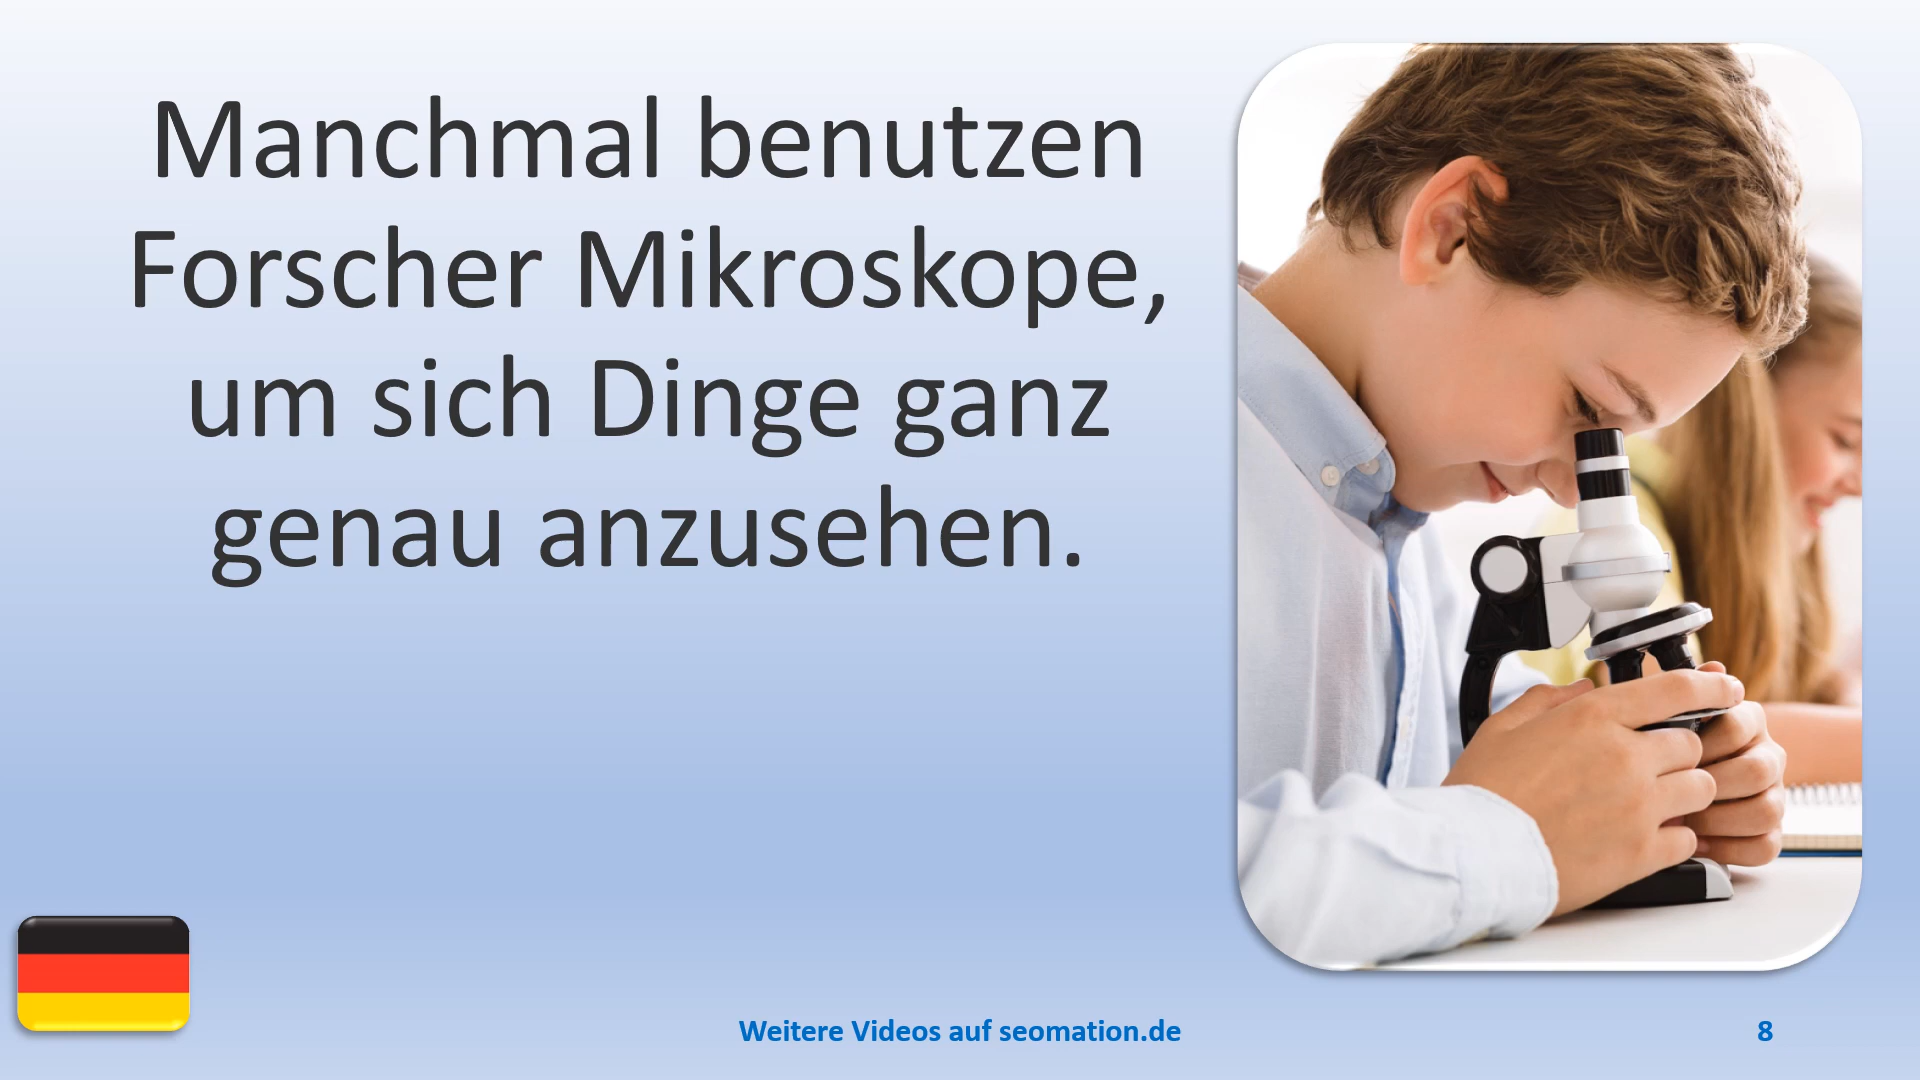 Manchmal benutzen
Forscher Mikroskope,
um sich Dinge ganz
genau anzusehen.
Weitere Videos auf seomation.de
8